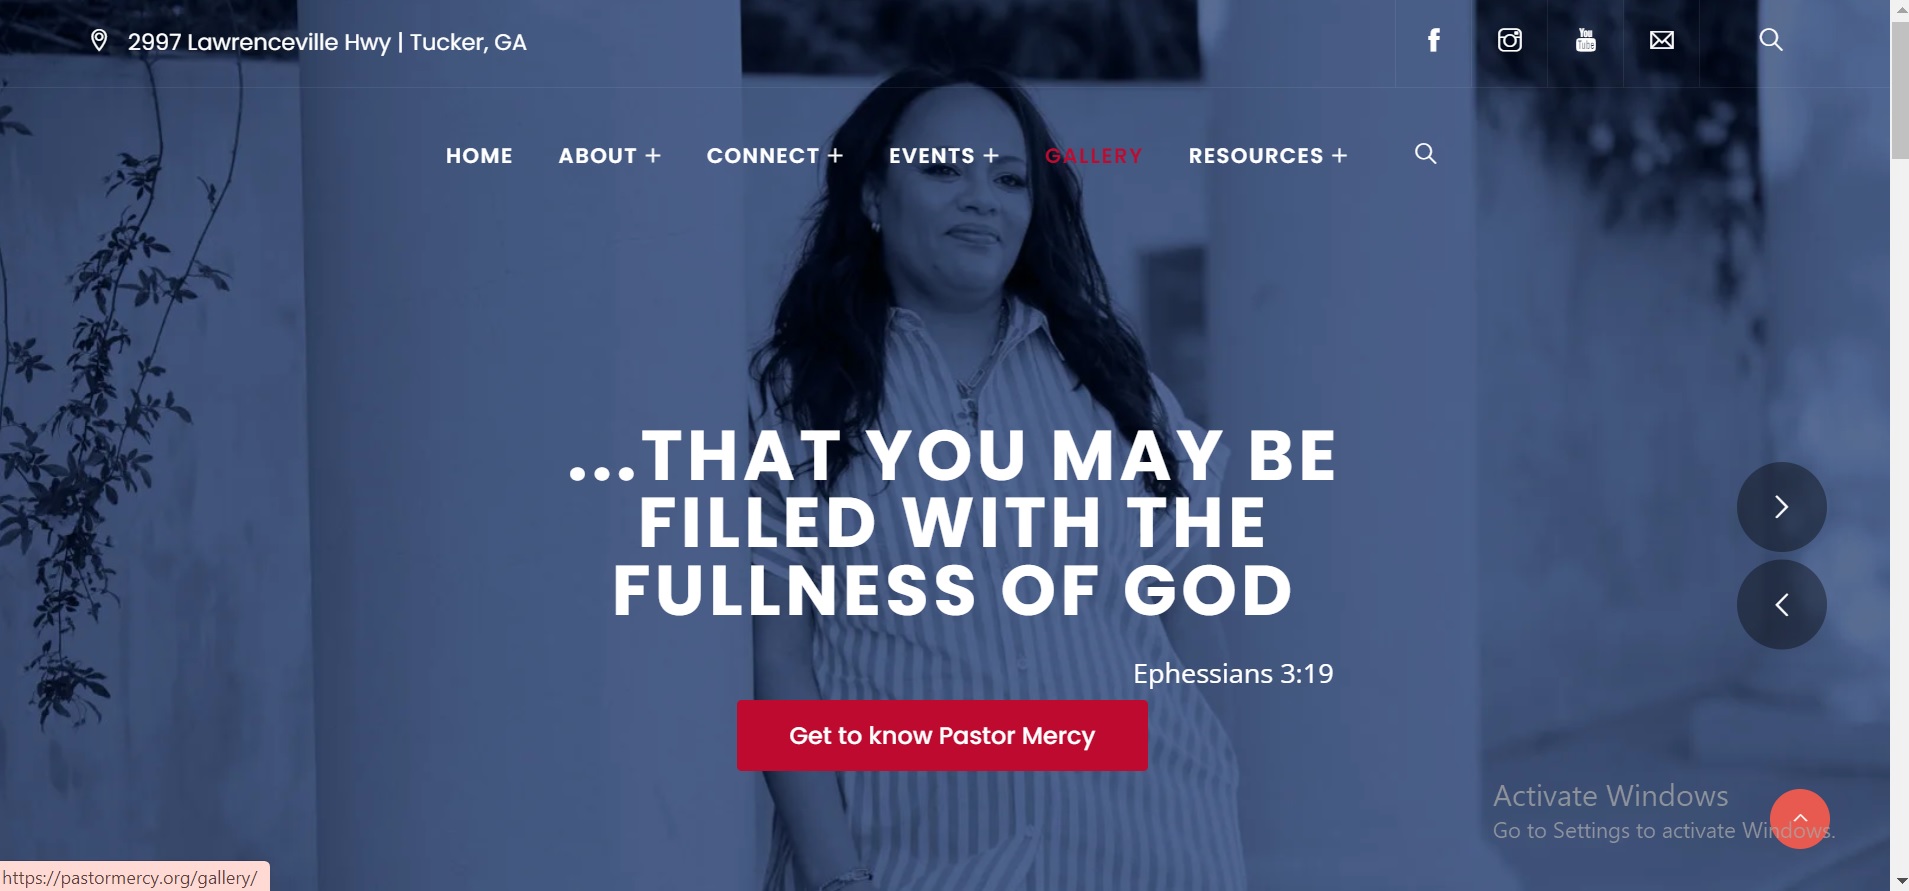 2997 Lawrenceville Hwy | Tucker, GA
You
Tube
HOME ABOUT + CONNECT + EVENTS + GALLERY RESOURCES +
...THAT YOU MAY BE
FILLED WITH THE
FULLNESS OF GOD
Ephessians 3:19
Get to know Pastor Mercy
Activate Windows
Go to Settings to activate Windows.
https://pastormercy.org/gallery/